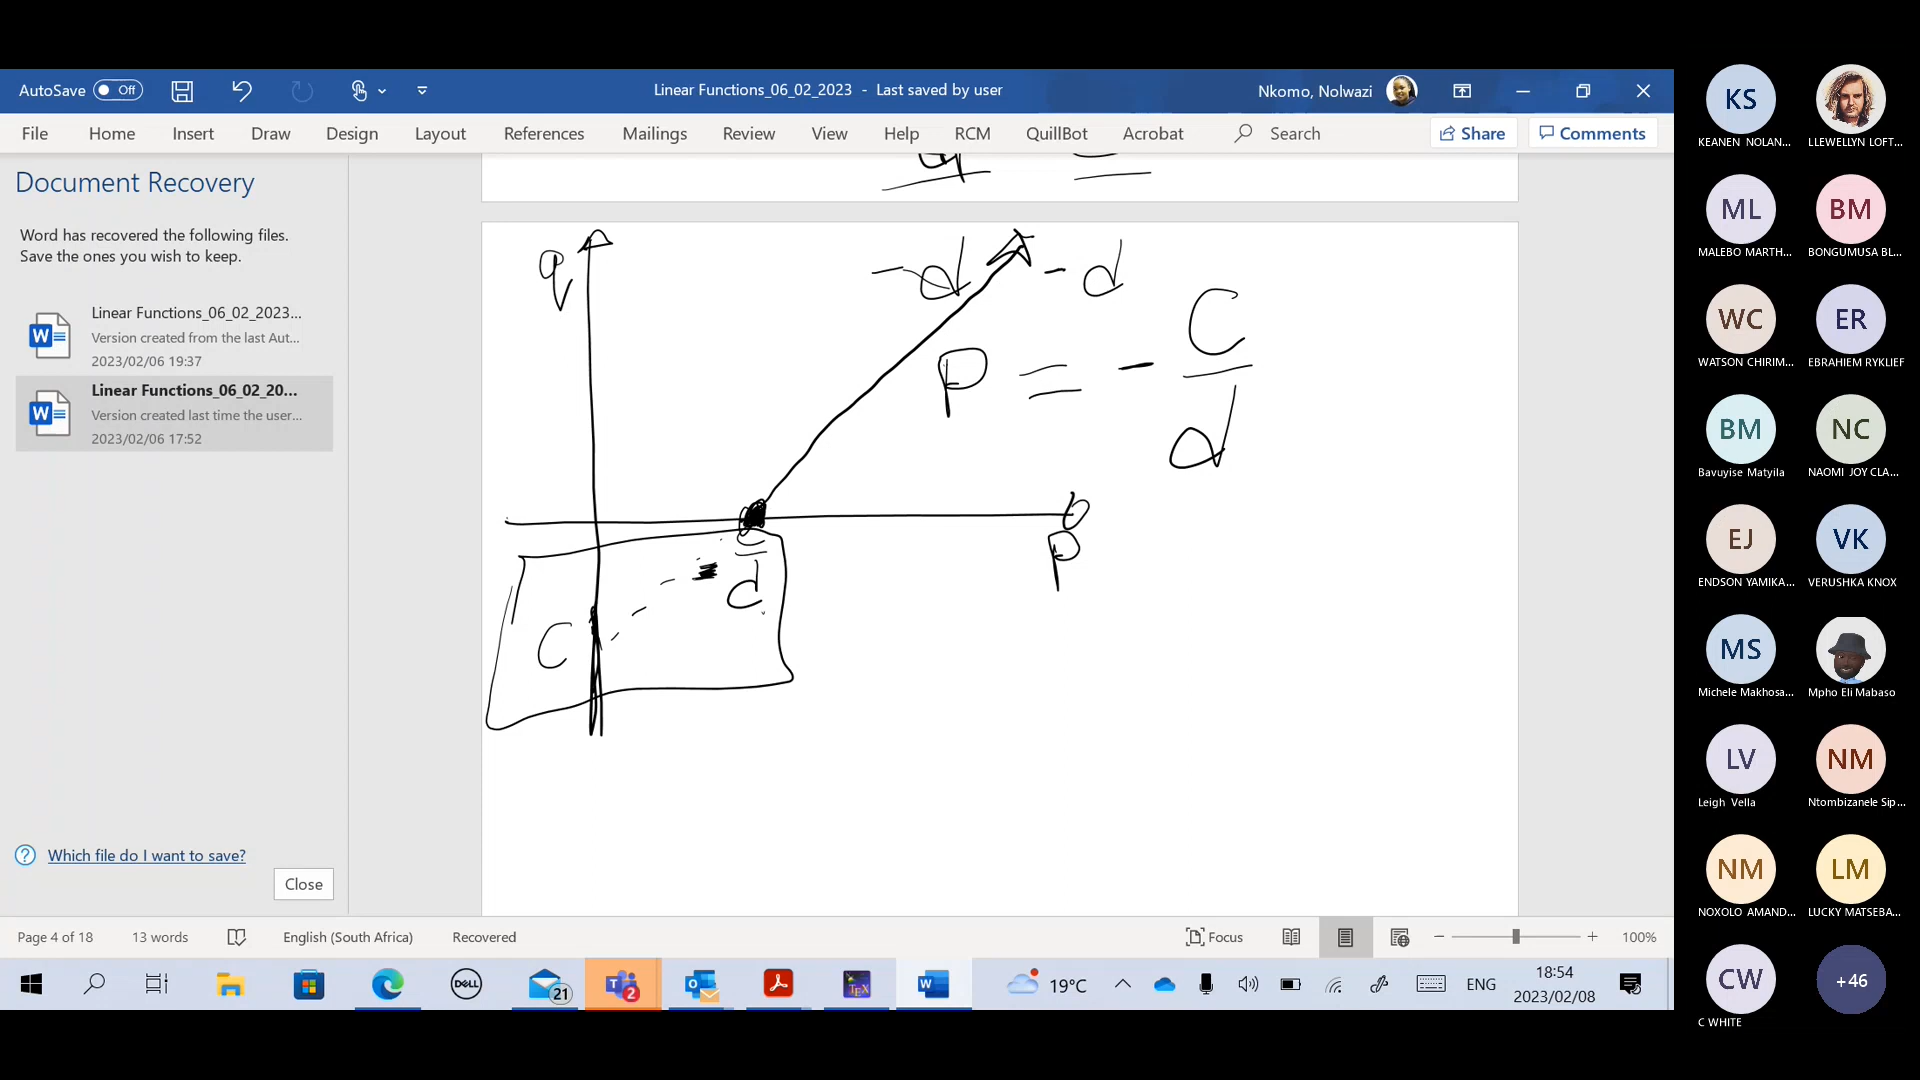 AutoSave Off
Linear Functions_06_02_2023 - Last saved by user
Nkomo, Nolwazi
File Home Insert Draw Design Layout References Mailings Review View Help RCM QuillBot Acrobat Search Share Comments
Document Recovery
Word has recovered the following files.
Save the ones you wish to keep.
Linear Functions_06_02_2023...
Version created from the last Aut...
2023/02/06 19:37
Linear Functions_06_02_20...
Version created last time the user...
2023/02/06 17:52
Which file do I want to save?
Close
q
-d -d
P = - C
d
P
C
- C
d
Page 4 of 18 13 words English (South Africa) Recovered Focus 100%
DELL
21
2
19°C
ENG
18:54
2023/02/08
KS
KEANEN NOLAN...
LLEWELLYN LOFT...
ML
MALEBO MARTH...
BM
BONGUMUSA BL...
WC
WATSON CHIRIM...
ER
EBRAHIEM RYKLIEF
BM
Bavuyise Matyila
NC
NAOMI JOY CLA...
EJ
ENDSON YAMIKA...
VK
VERUSHKA KNOX
MS
Michele Makhosa...
Mpho Eli Mabaso
LV
Leigh Vella
NM
Ntombizanele Sip...
NM
NOXOLO AMAND...
LM
LUCKY MATSEBA...
CW
C WHITE
+46